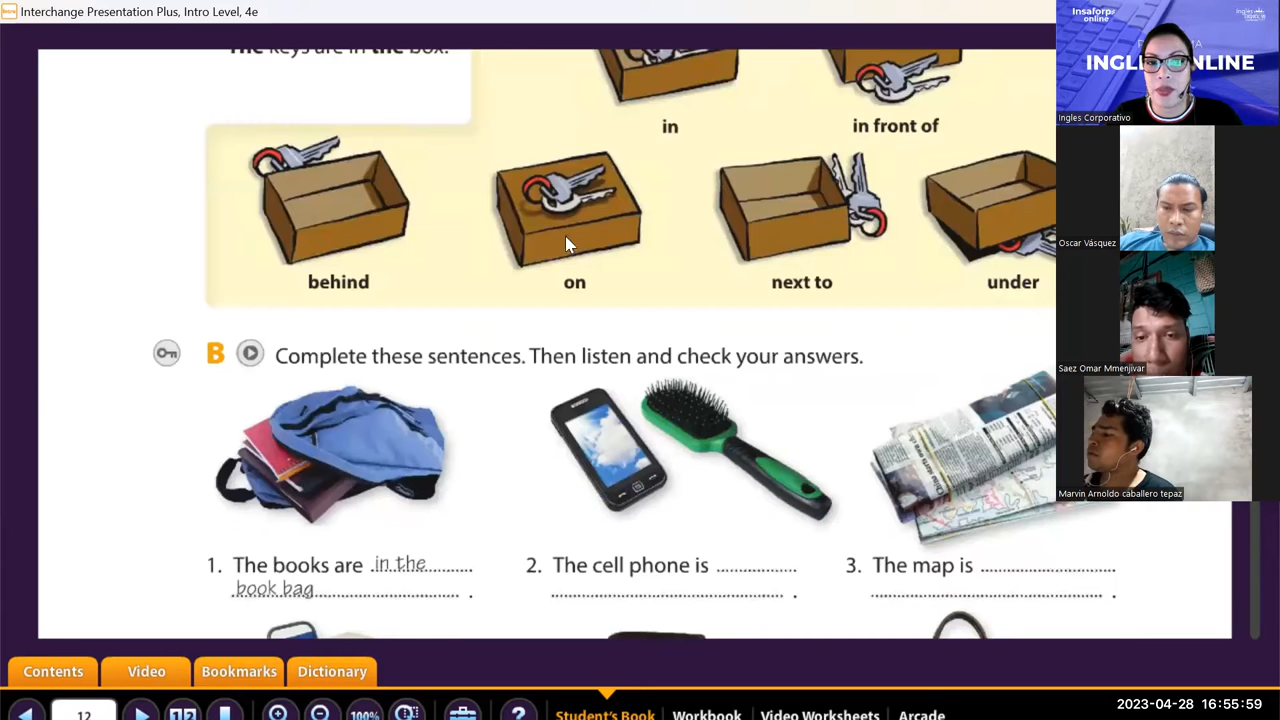 Interchange Presentation Plus, Intro Level, 4e
The keys are in the box.
in
in front of
behind
on
next to
under
B Complete these sentences. Then listen and check your answers.
1. The books are in the
book bag.
2. The cell phone is ................
.
3. The map is ................
.
Contents
Video
Bookmarks
Dictionary
12
1 2
100%
?
Student's Book
Workbook
Video Worksheets
Arcade
Insaforp
online
INGL
NLINE
Ingles Corporativo
Oscar Vásquez
Saez Omar Mmenjivar
Marvin Arnoldo caballero tepaz
2023-04-28 16:55:59